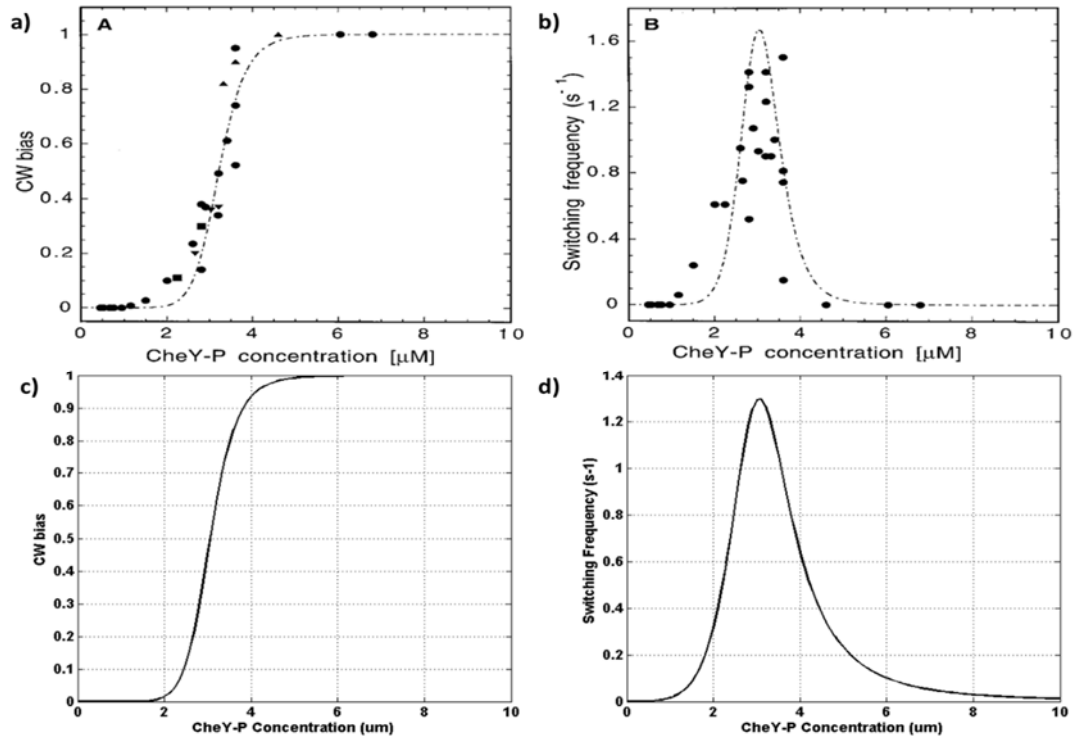 a)
A
1
0.8
0.6
0.4
0.2
0
CW bias
0 2 4 6 8 10
CheY-P concentration [μM]
b)
B
1.6
1.2
0.8
0.4
0
Switching frequency (s⁻¹)
0 2 4 6 8 10
CheY-P concentration [μM]
c)
1
0.9
0.8
0.7
0.6
0.5
0.4
0.3
0.2
0.1
0
CW bias
0 2 4 6 8 10
CheY-P Concentration (um)
d)
1.4
1.2
1
0.8
0.6
0.4
0.2
0
Switching Frequency (s-1)
0 2 4 6 8 10
CheY-P Concentration (um)